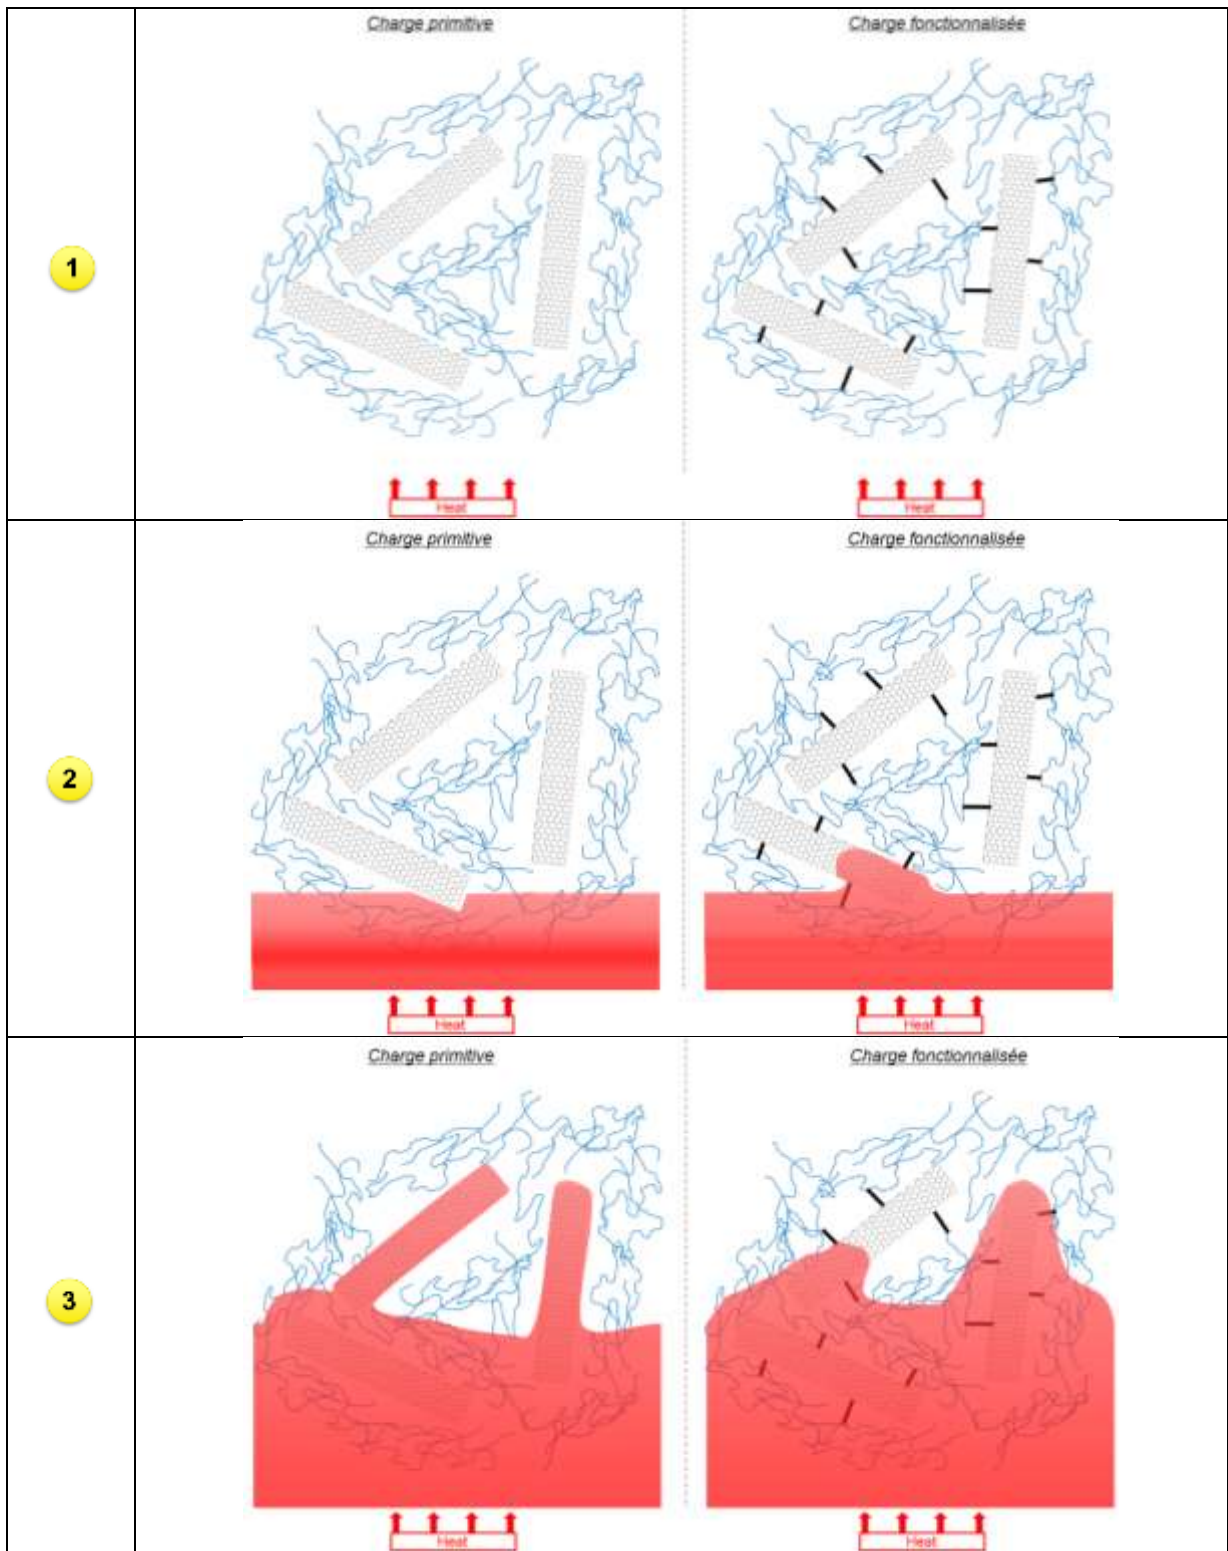 Charge primitive
Charge fonctionnalisée
1
Heat
Heat
Charge primitive
Charge fonctionnalisée
2
Heat
Heat
Charge primitive
Charge fonctionnalisée
3
Heat
Heat